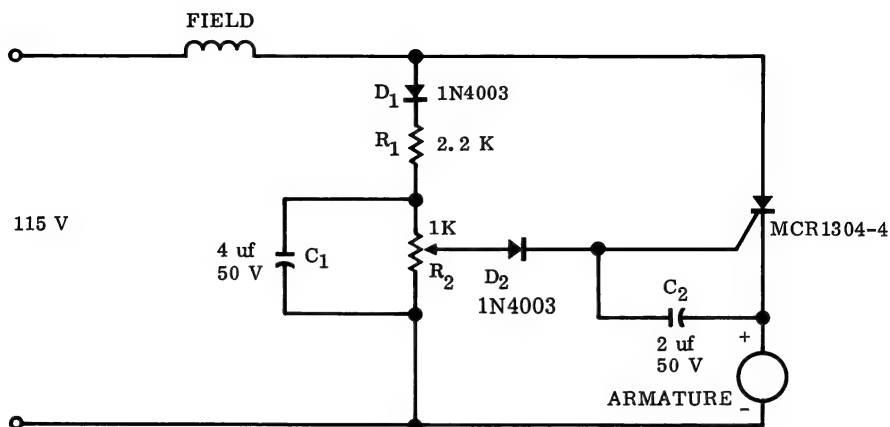 FIELD
D1 1N4003
R1 2.2 K
115 V
4 uf
50 V
C1
1K
R2
D2
1N4003
MCR1304-4
C2
2 uf
50 V
+
ARMATURE
-